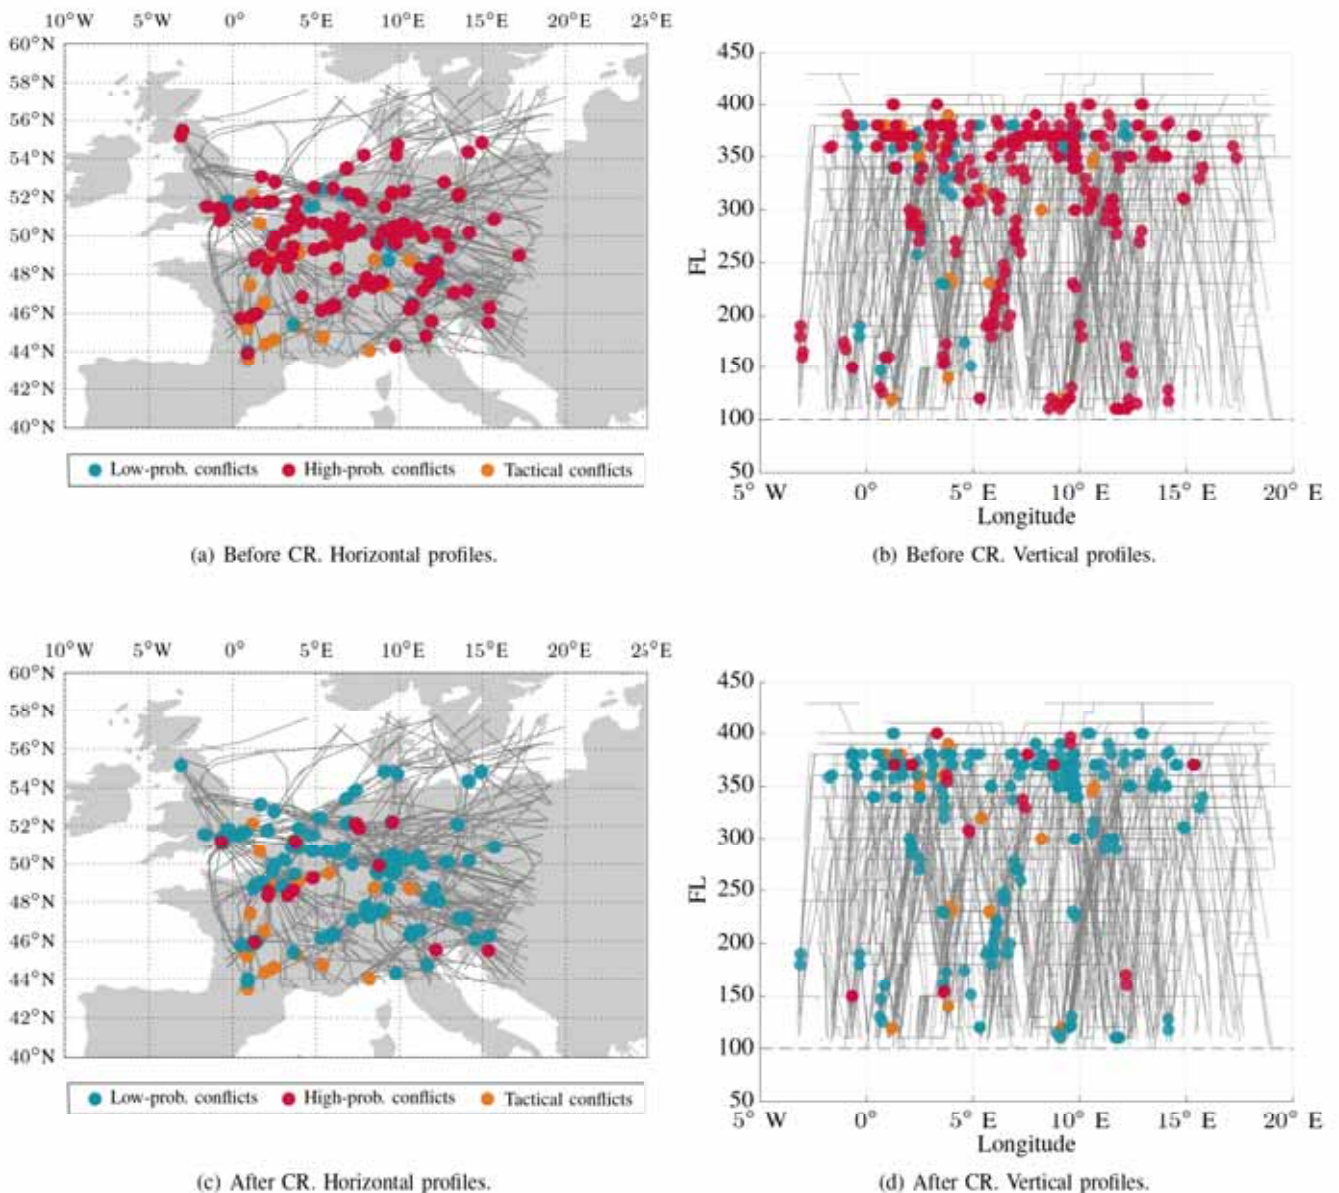 10°W 5°W 0° 5°E 10°E 15°E 20°E 25°E
60°N
58°N
56°N
54°N
52°N
50°N
48°N
46°N
44°N
42°N
40°N
Low-prob. conflicts High-prob. conflicts Tactical conflicts
(a) Before CR. Horizontal profiles.
450
400
350
300
250
200
150
100
50
FL
5° W 0° 5° E 10° E 15° E 20° E
Longitude
(b) Before CR. Vertical profiles.
10°W 5°W 0° 5°E 10°E 15°E 20°E 25°E
60°N
58°N
56°N
54°N
52°N
50°N
48°N
46°N
44°N
42°N
40°N
Low-prob. conflicts High-prob. conflicts Tactical conflicts
(c) After CR. Horizontal profiles.
450
400
350
300
250
200
150
100
50
FL
5° W 0° 5° E 10° E 15° E 20° E
Longitude
(d) After CR. Vertical profiles.